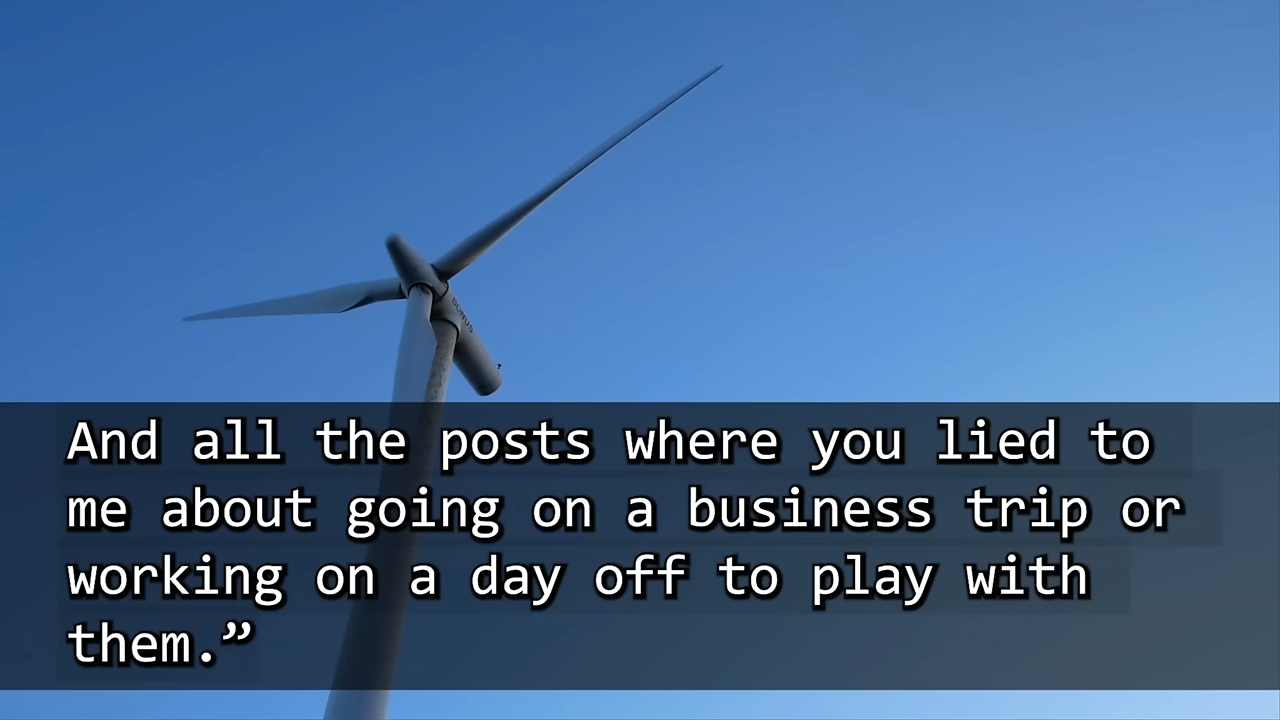 BONUS
And all the posts where you lied to
me about going on a business trip or
working on a day off to play with
them.”